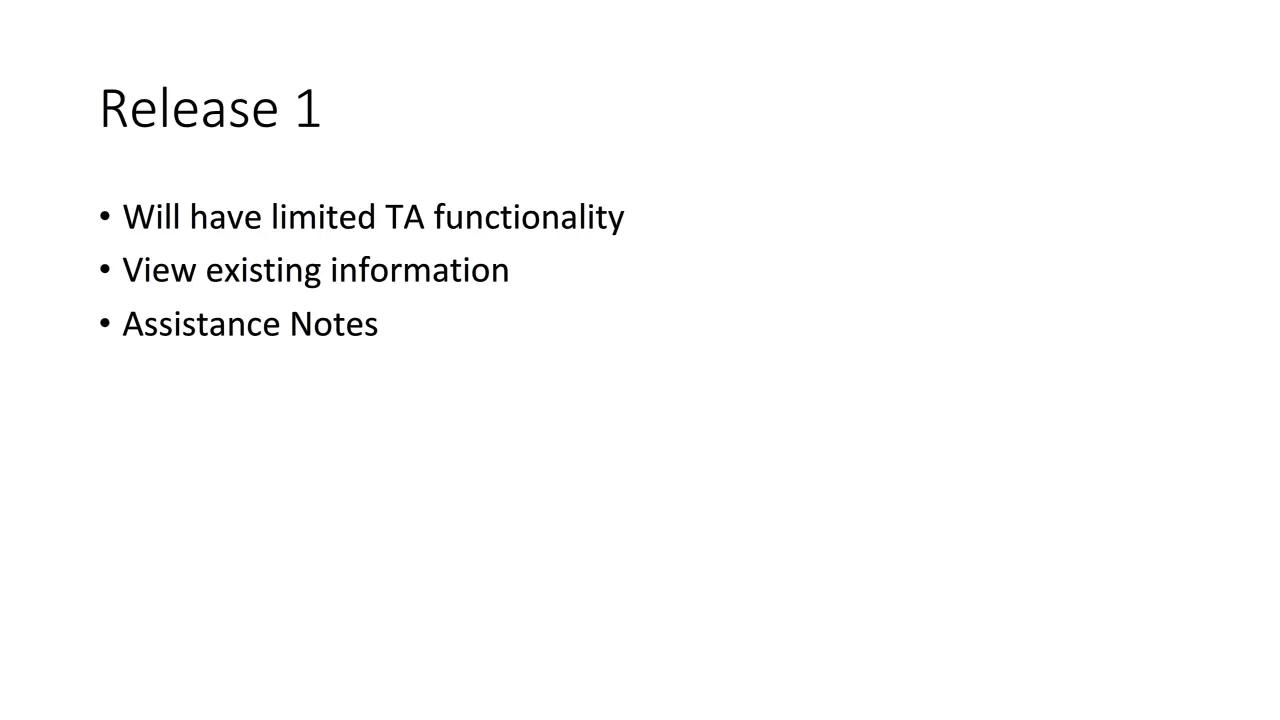 Release 1
• Will have limited TA functionality
• View existing information
• Assistance Notes